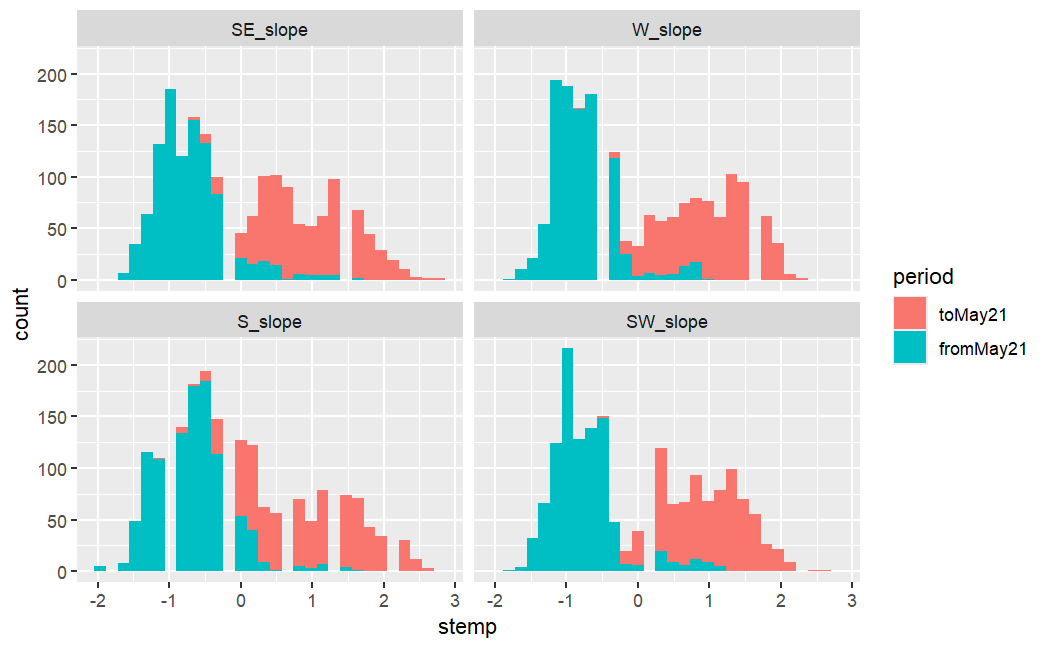 SE_slope
W_slope
200
150
100
50
0
S_slope
SW_slope
200
150
100
50
0
-2 -1 0 1 2 3
-2 -1 0 1 2 3
stemp
count
period
toMay21
fromMay21